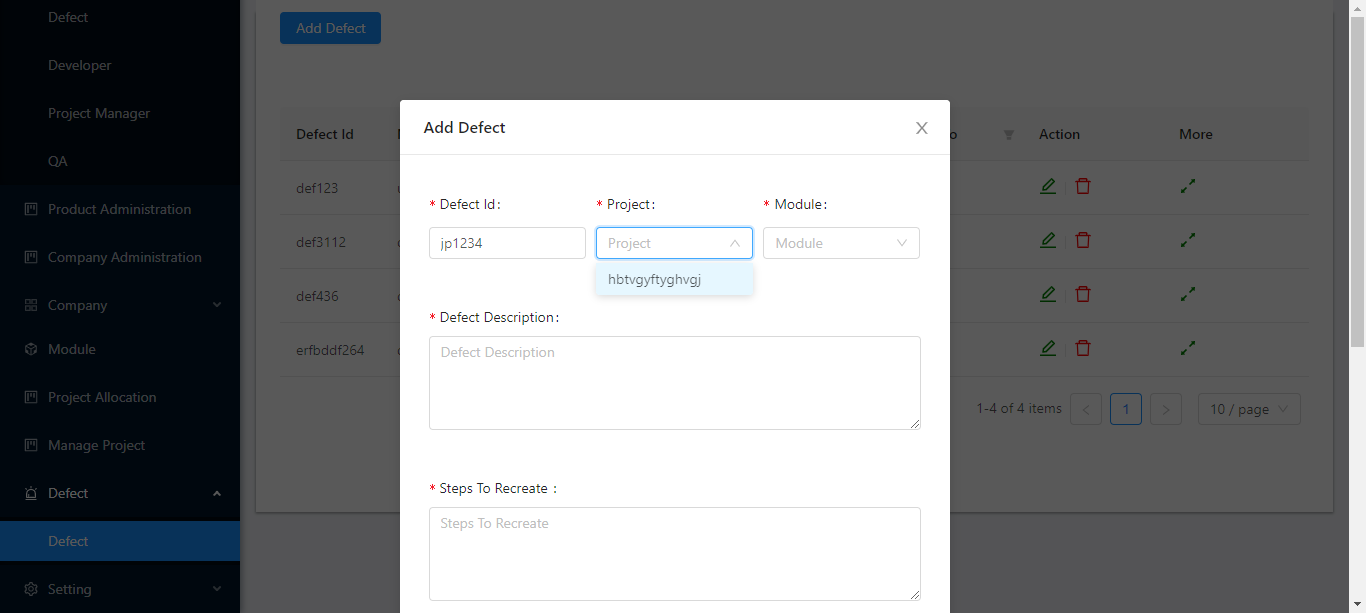 Defect
Developer
Project Manager
QA
Product Administration
Company Administration
Company
Module
Project Allocation
Manage Project
Defect
Defect
Setting
Add Defect
Defect Id
Action
More
def123
def3112
def436
erfbddf264
1-4 of 4 items
<
1
>
10 / page
Add Defect
* Defect Id:
* Project:
* Module:
jp1234
Project
Module
hbtvgyftyghvgj
* Defect Description:
Defect Description
* Steps To Recreate :
Steps To Recreate